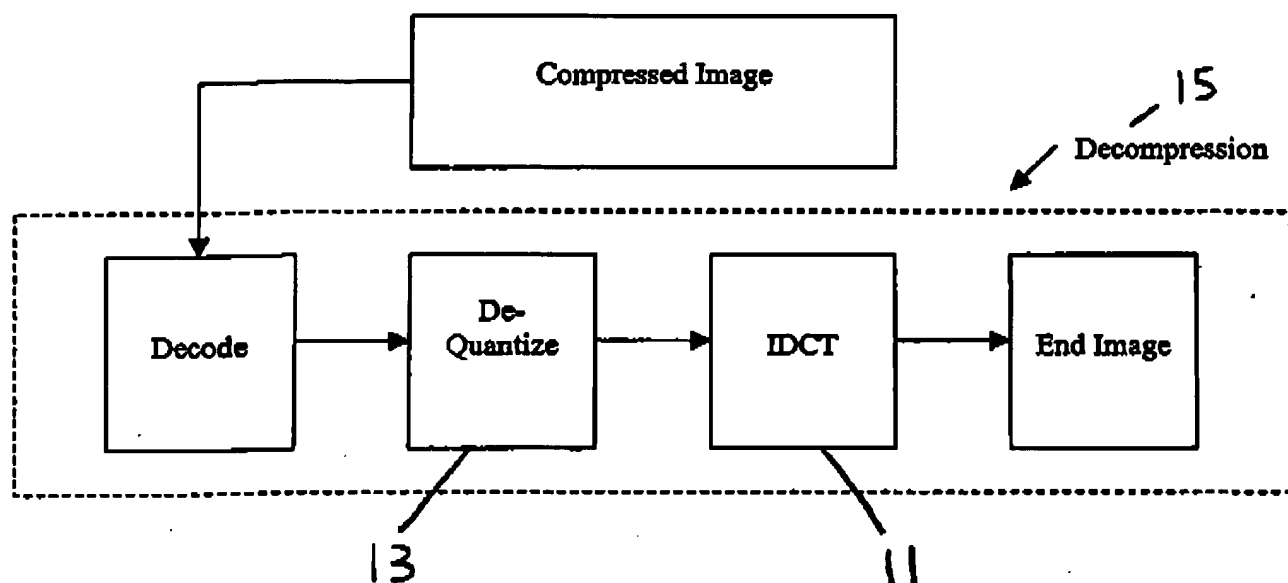 Compressed Image
15
Decompression
Decode
De-
Quantize
IDCT
End Image
13
11